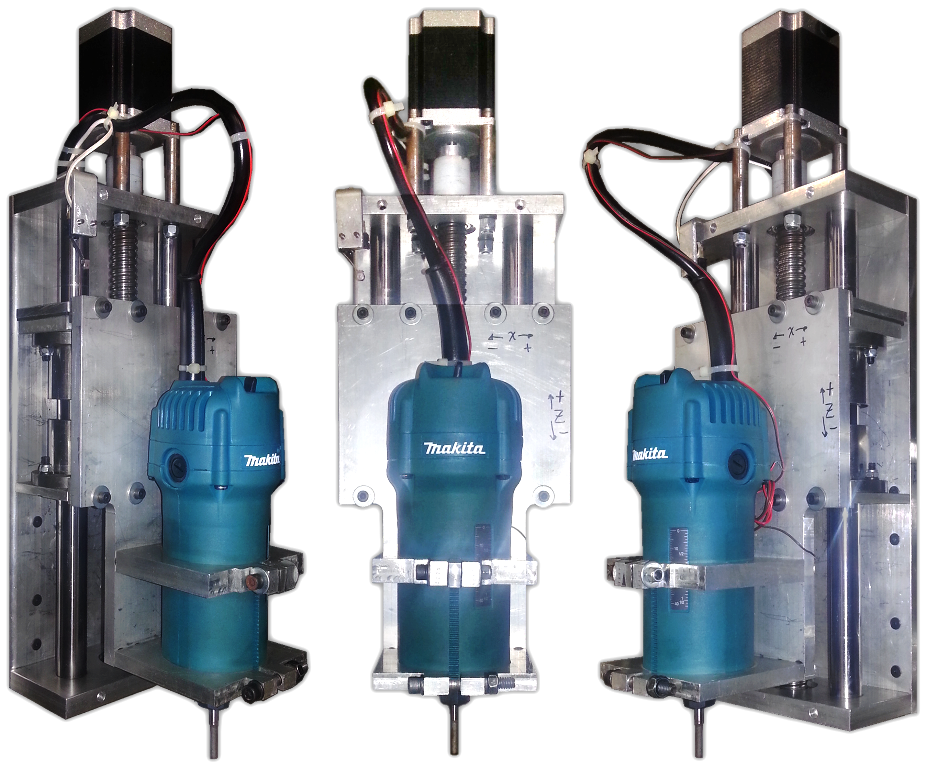 makita
makita
← x →
- +
← + Z - →
makita
← x →
- +
← + Z - →
+